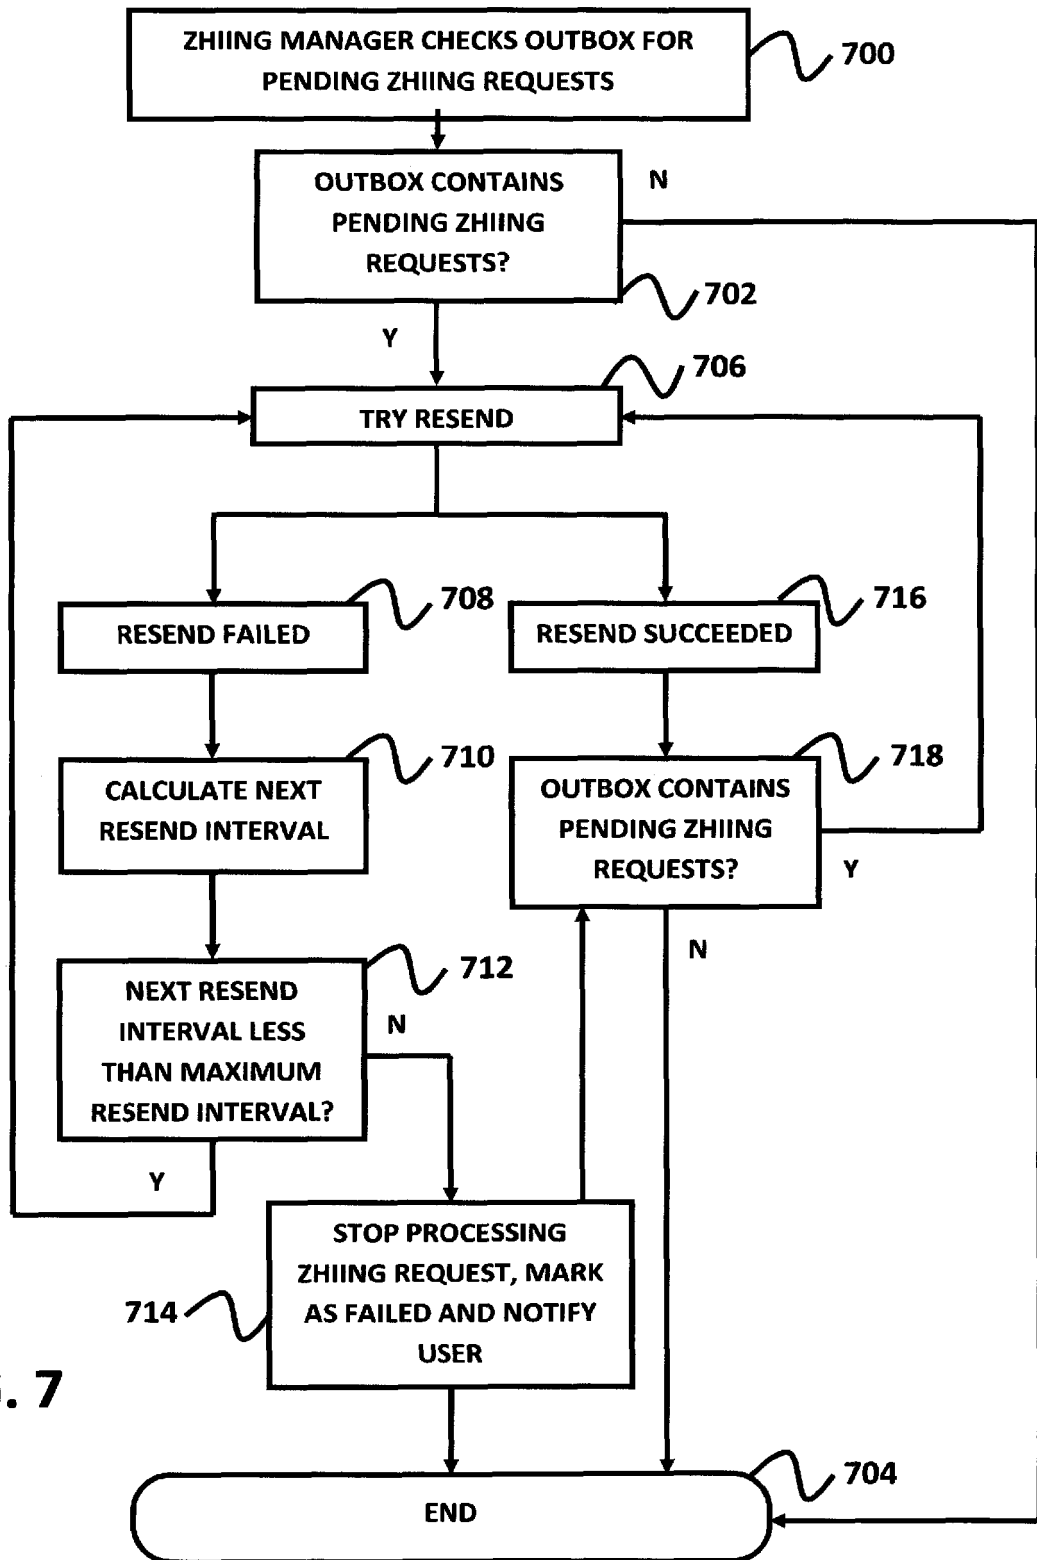 ZHIING MANAGER CHECKS OUTBOX FOR
PENDING ZHIING REQUESTS
700
OUTBOX CONTAINS
PENDING ZHIING
REQUESTS?
N
702
Y
706
TRY RESEND
708
RESEND FAILED
716
RESEND SUCCEEDED
710
CALCULATE NEXT
RESEND INTERVAL
718
OUTBOX CONTAINS
PENDING ZHIING
REQUESTS?
Y
N
712
NEXT RESEND
INTERVAL LESS
THAN MAXIMUM
RESEND INTERVAL?
N
Y
STOP PROCESSING
ZHIING REQUEST, MARK
AS FAILED AND NOTIFY
USER
714
. 7
704
END